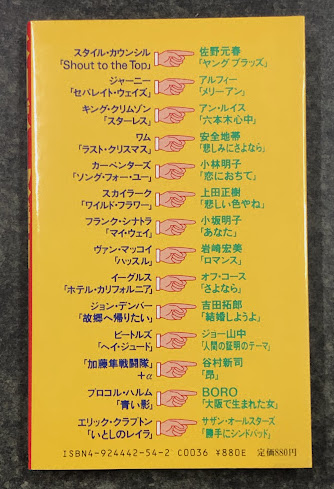 スタイル・カウンシル 佐野元春
「Shout to the Top」 「ヤング ブラッズ」
ジャーニー アルフィー
「セパレイト・ウェイズ」 「メリーアン」
キング・クリムゾン アン・ルイス
「スターレス」 「六本木心中」
ワム 安全地帯
「ラスト・クリスマス」 「悲しみにさよなら」
カーペンターズ 小林明子
「ソング・フォー・ユー」 「恋におちて」
スカイラーク 上田正樹
「ワイルド・フラワー」 「悲しい色やね」
フランク・シナトラ 小坂明子
「マイ・ウェイ」 「あなた」
ヴァン・マッコイ 岩崎宏美
「ハッスル」 「ロマンス」
イーグルス オフ・コース
「ホテル・カリフォルニア」 「さよなら」
ジョン・デンバー 吉田拓郎
「故郷へ帰りたい」 「結婚しようよ」
ビートルズ ジョー山中
「ヘイ・ジュード」 「人間の証明のテーマ」
「加藤隼戦闘隊」 谷村新司
+α 「昴」
プロコル・ハルム BORO
「青い影」 「大阪で生まれた女」
エリック・クラプトン サザン・オールスターズ
「いとしのレイラ」 「勝手にシンドバッド」
ISBN4-924442-54-2 C0036 ¥880E 定価880円